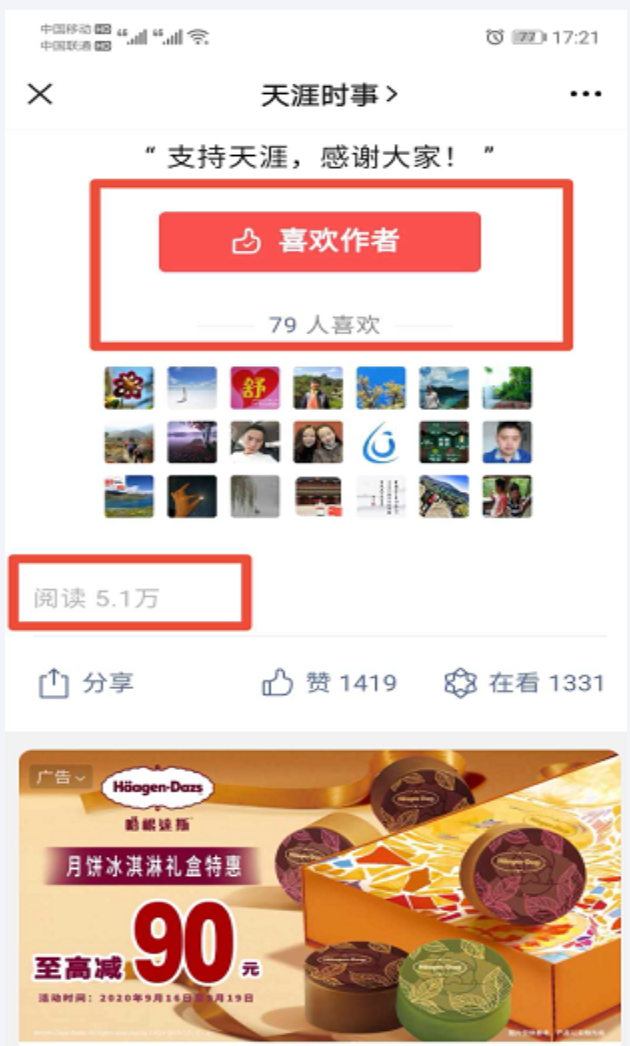 中国移动 HD
中国联通 HD
77 17:21
天涯时事
“ 支持天涯，感谢大家！ ”
喜欢作者
79 人喜欢
舒
阅读 5.1万
分享
赞 1419
在看 1331
广告
Häagen-Dazs
哈根达斯
月饼冰淇淋礼盒特惠
至高减 90 元
活动时间：2020年9月16日至9月19日